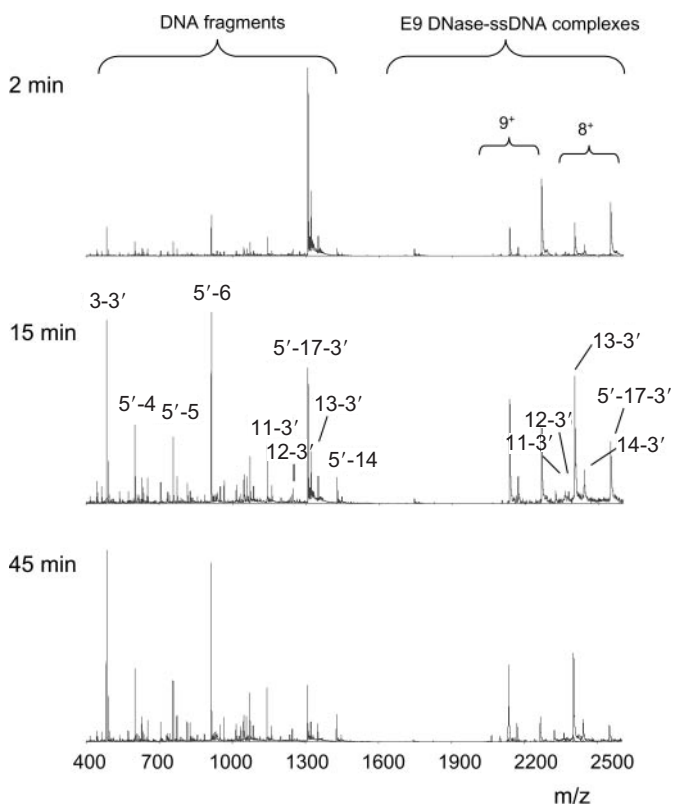 DNA fragments E9 DNase-ssDNA complexes
2 min
9+ 8+
15 min
3-3′ 5′-6
5′-4 5′-5
5′-17-3′
11-3′ 13-3′
12-3′ 5′-14
13-3′
12-3′ 5′-17-3′
11-3′ 14-3′
45 min
400 700 1000 1300 1600 1900 2200 2500
m/z